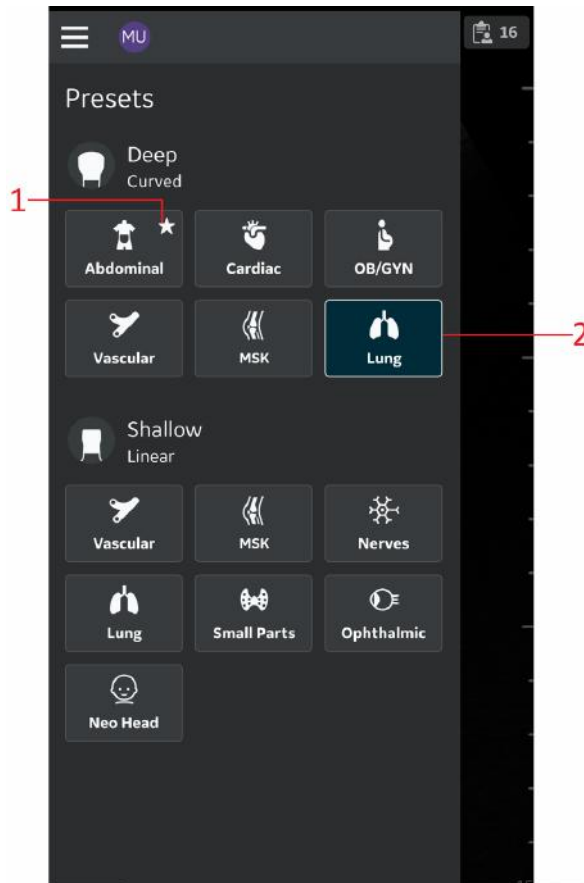 MU
16
Presets
Deep
Curved
1
Abdominal
Cardiac
OB/GYN
Vascular
MSK
Lung
2
Shallow
Linear
Vascular
MSK
Nerves
Lung
Small Parts
Ophthalmic
Neo Head